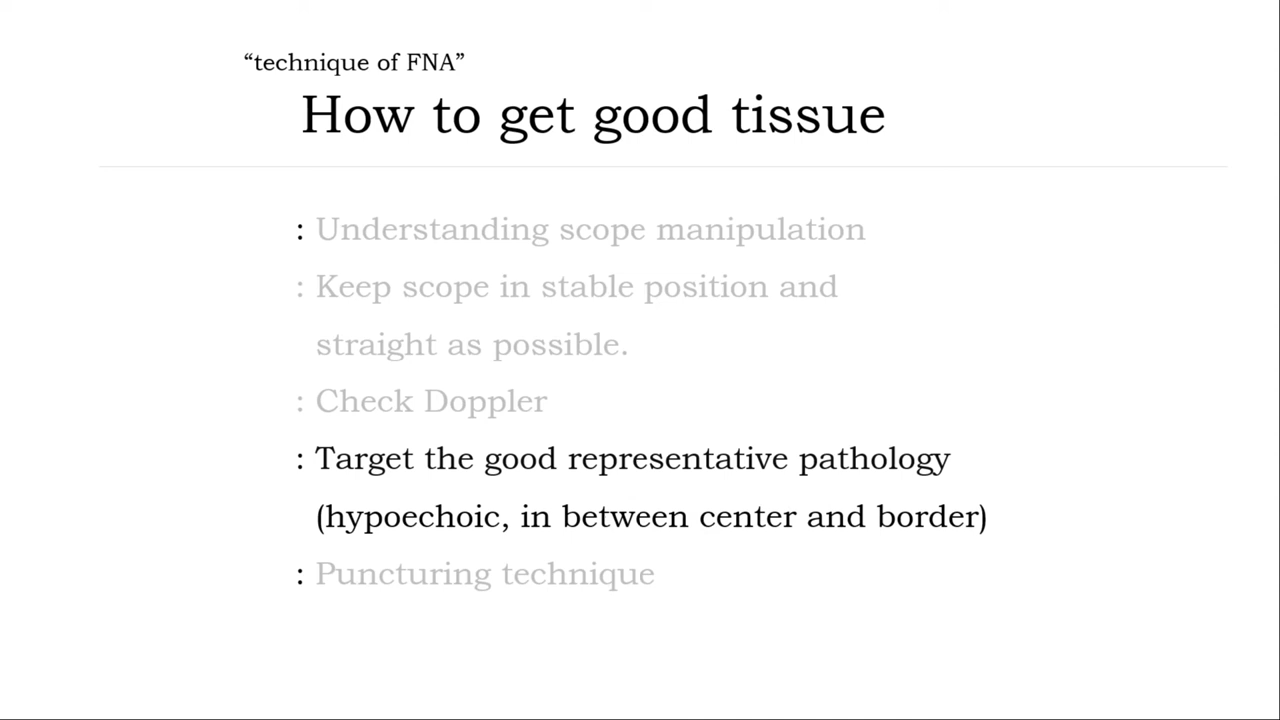 “technique of FNA”
How to get good tissue
: Understanding scope manipulation
: Keep scope in stable position and
straight as possible.
: Check Doppler
: Target the good representative pathology
(hypoechoic, in between center and border)
: Puncturing technique